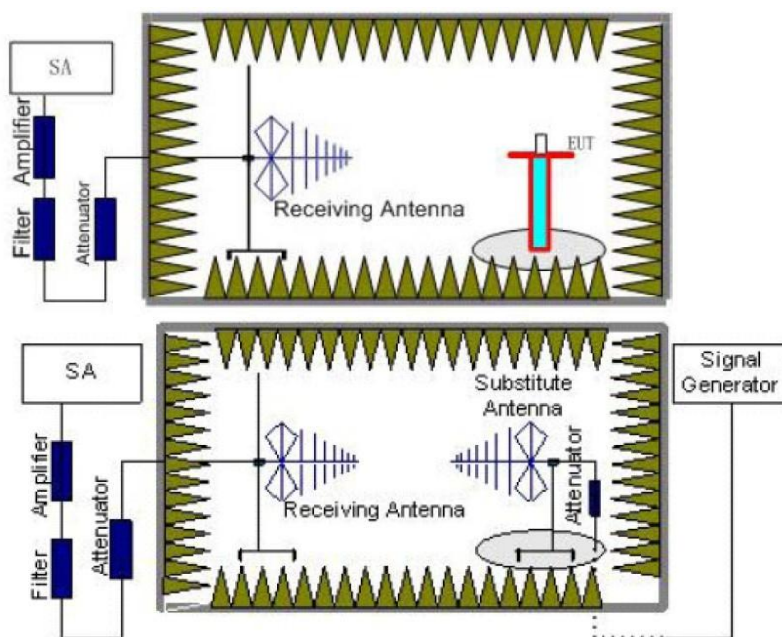 SA
Amplifier
Filter
Attenuator
Receiving Antenna
EUT
SA
Amplifier
Filter
Attenuator
Receiving Antenna
Substitute
Antenna
Attenuator
Signal
Generator